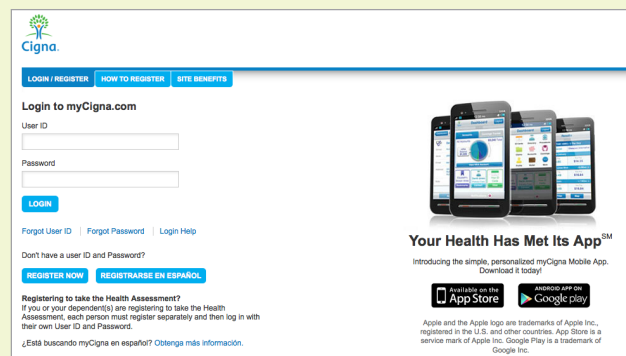 Cigna.
LOGIN / REGISTER
HOW TO REGISTER
SITE BENEFITS
Login to myCigna.com
User ID
Password
LOGIN
Forgot User ID
Forgot Password
Login Help
Don't have a user ID and Password?
REGISTER NOW
REGISTRARSE EN ESPAÑOL
Registering to take the Health Assessment?
If you or your dependent(s) are registering to take the Health
Assessment, each person must register separately and then log in with
their own User ID and Password.
¿Está buscando myCigna en español? Obtenga más información.
Dashboard
Your Health Has Met Its App℠
Introducing the simple, personalized myCigna Mobile App.
Download it today!
Available on the
App Store
ANDROID APP ON
Google play
Apple and the Apple logo are trademarks of Apple Inc.,
registered in the U.S. and other countries. App Store is a
service mark of Apple Inc. Google Play is a trademark of
Google Inc.